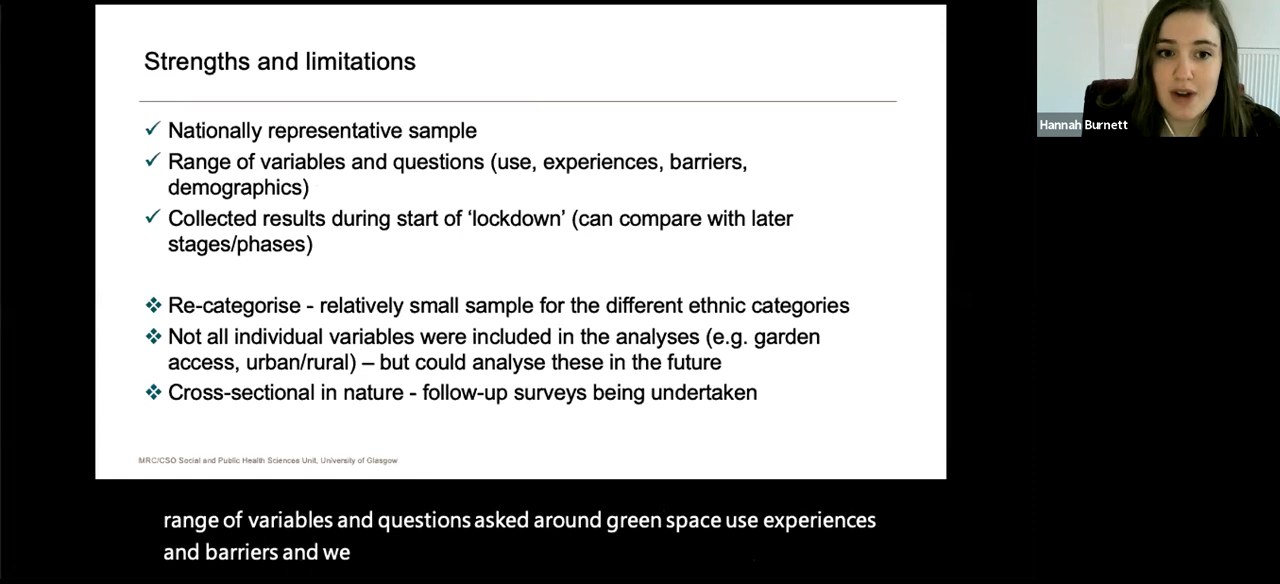 Strengths and limitations
✓ Nationally representative sample
✓ Range of variables and questions (use, experiences, barriers,
demographics)
✓ Collected results during start of ‘lockdown’ (can compare with later
stages/phases)
❖ Re-categorise - relatively small sample for the different ethnic categories
❖ Not all individual variables were included in the analyses (e.g. garden
access, urban/rural) – but could analyse these in the future
❖ Cross-sectional in nature - follow-up surveys being undertaken
MRC/CSO Social and Public Health Sciences Unit, University of Glasgow
Hannah Burnett
range of variables and questions asked around green space use experiences
and barriers and we